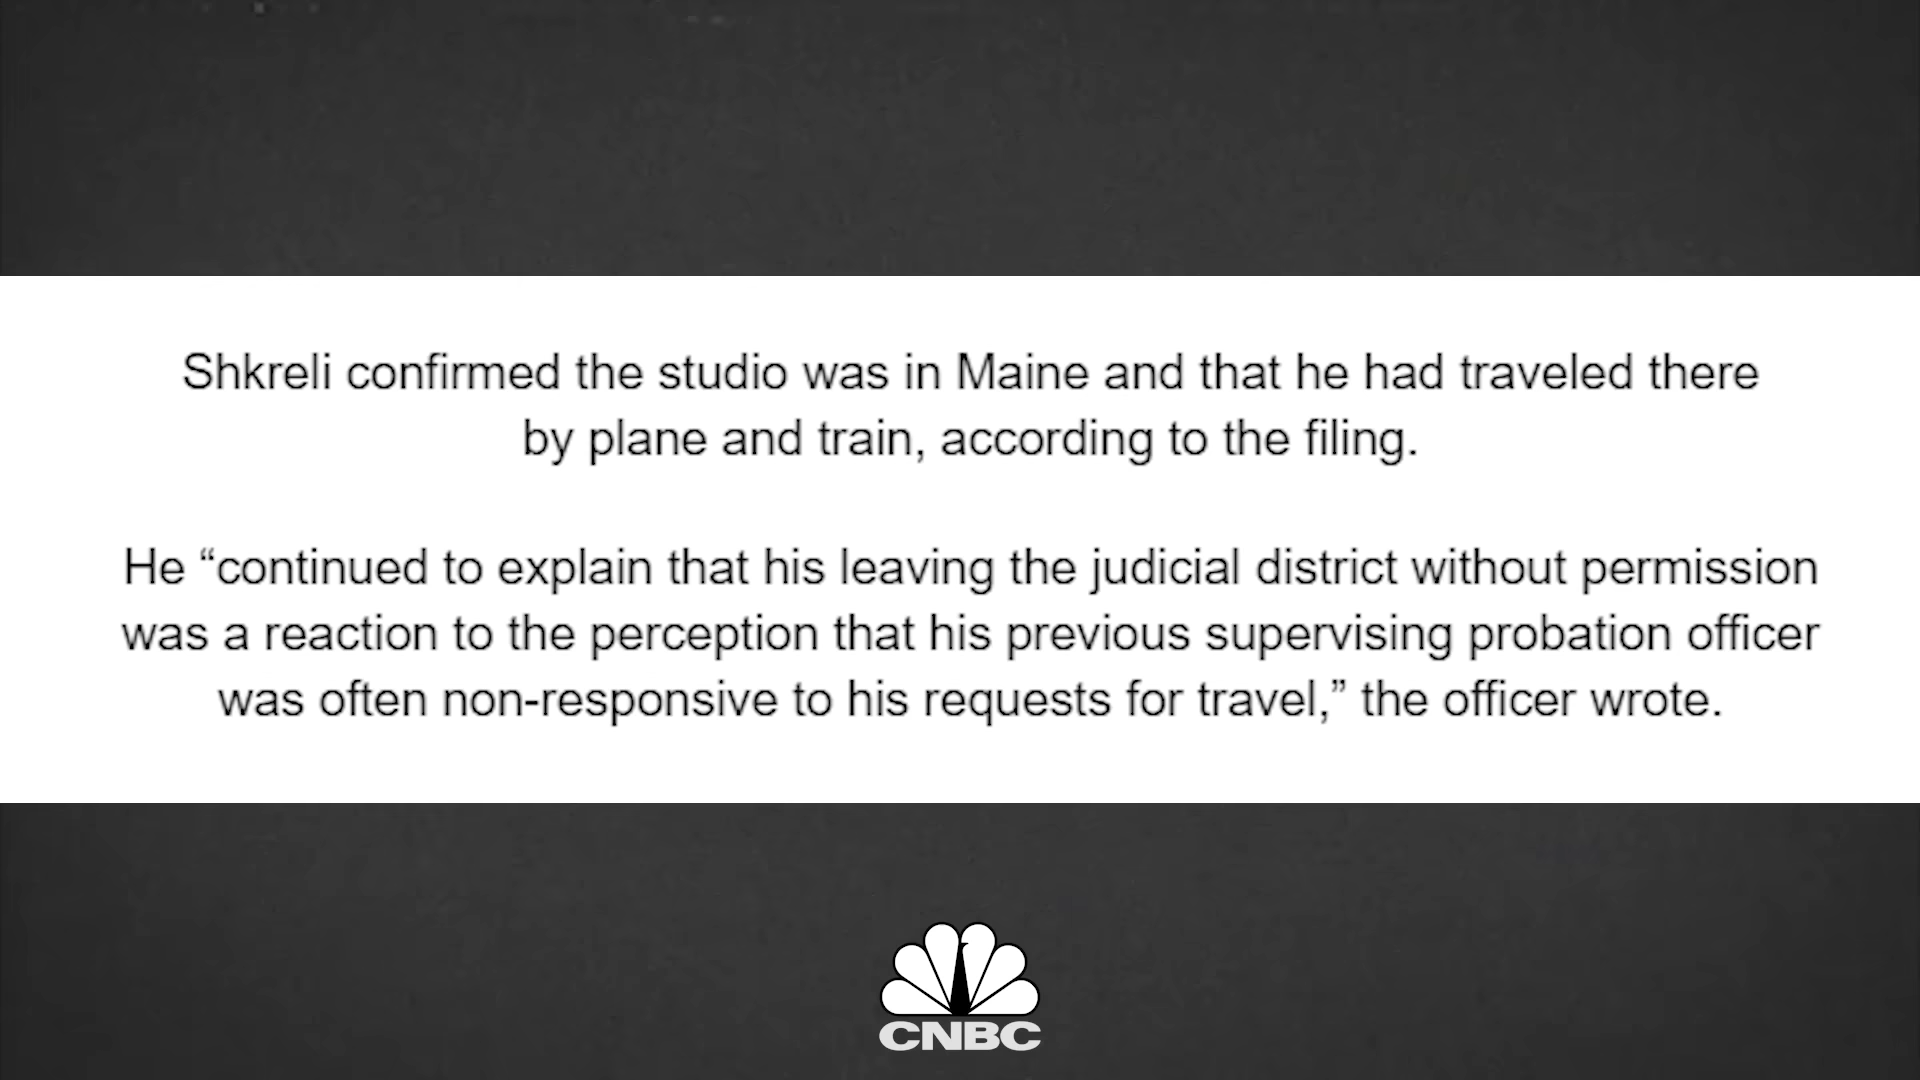 Shkreli confirmed the studio was in Maine and that he had traveled there
by plane and train, according to the filing.
He “continued to explain that his leaving the judicial district without permission
was a reaction to the perception that his previous supervising probation officer
was often non-responsive to his requests for travel,” the officer wrote.
CNBC